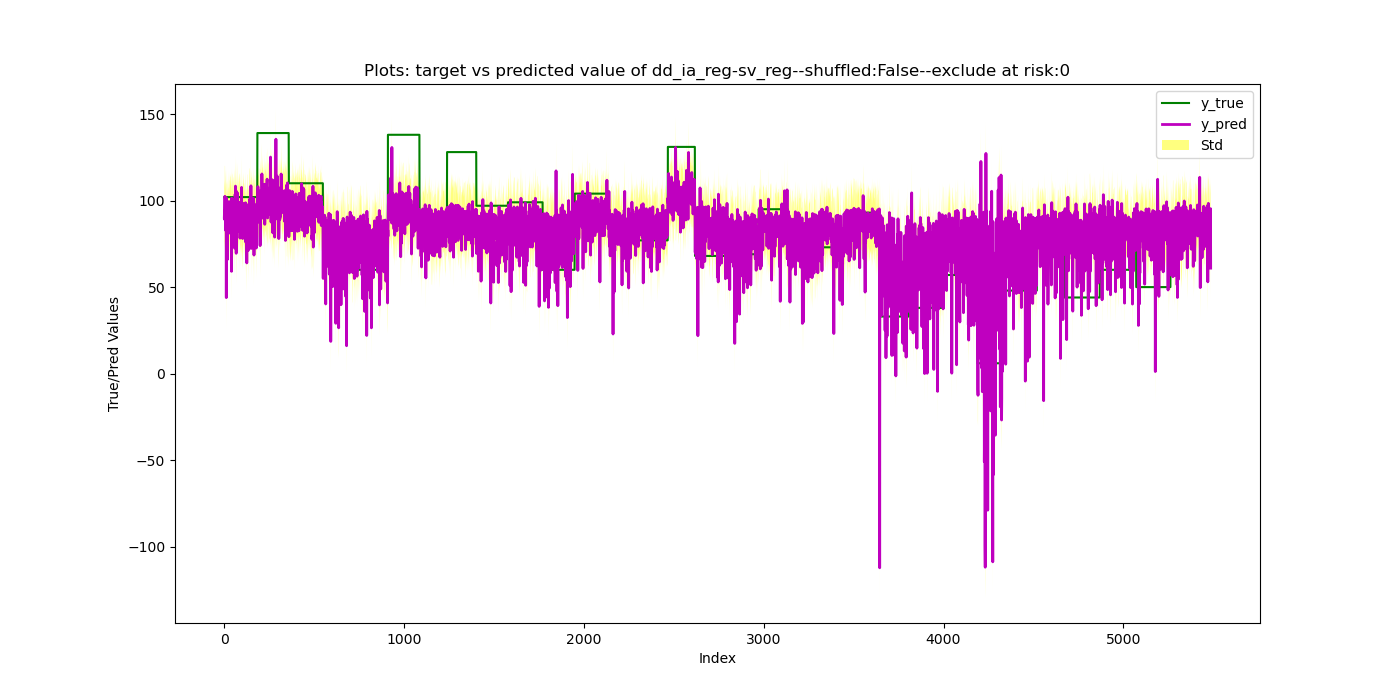 Plots: target vs predicted value of dd_ia_reg-sv_reg--shuffled:False--exclude at risk:0
y_true
y_pred
Std
True/Pred Values
150
100
50
0
−50
−100
0
1000
2000
3000
4000
5000
Index